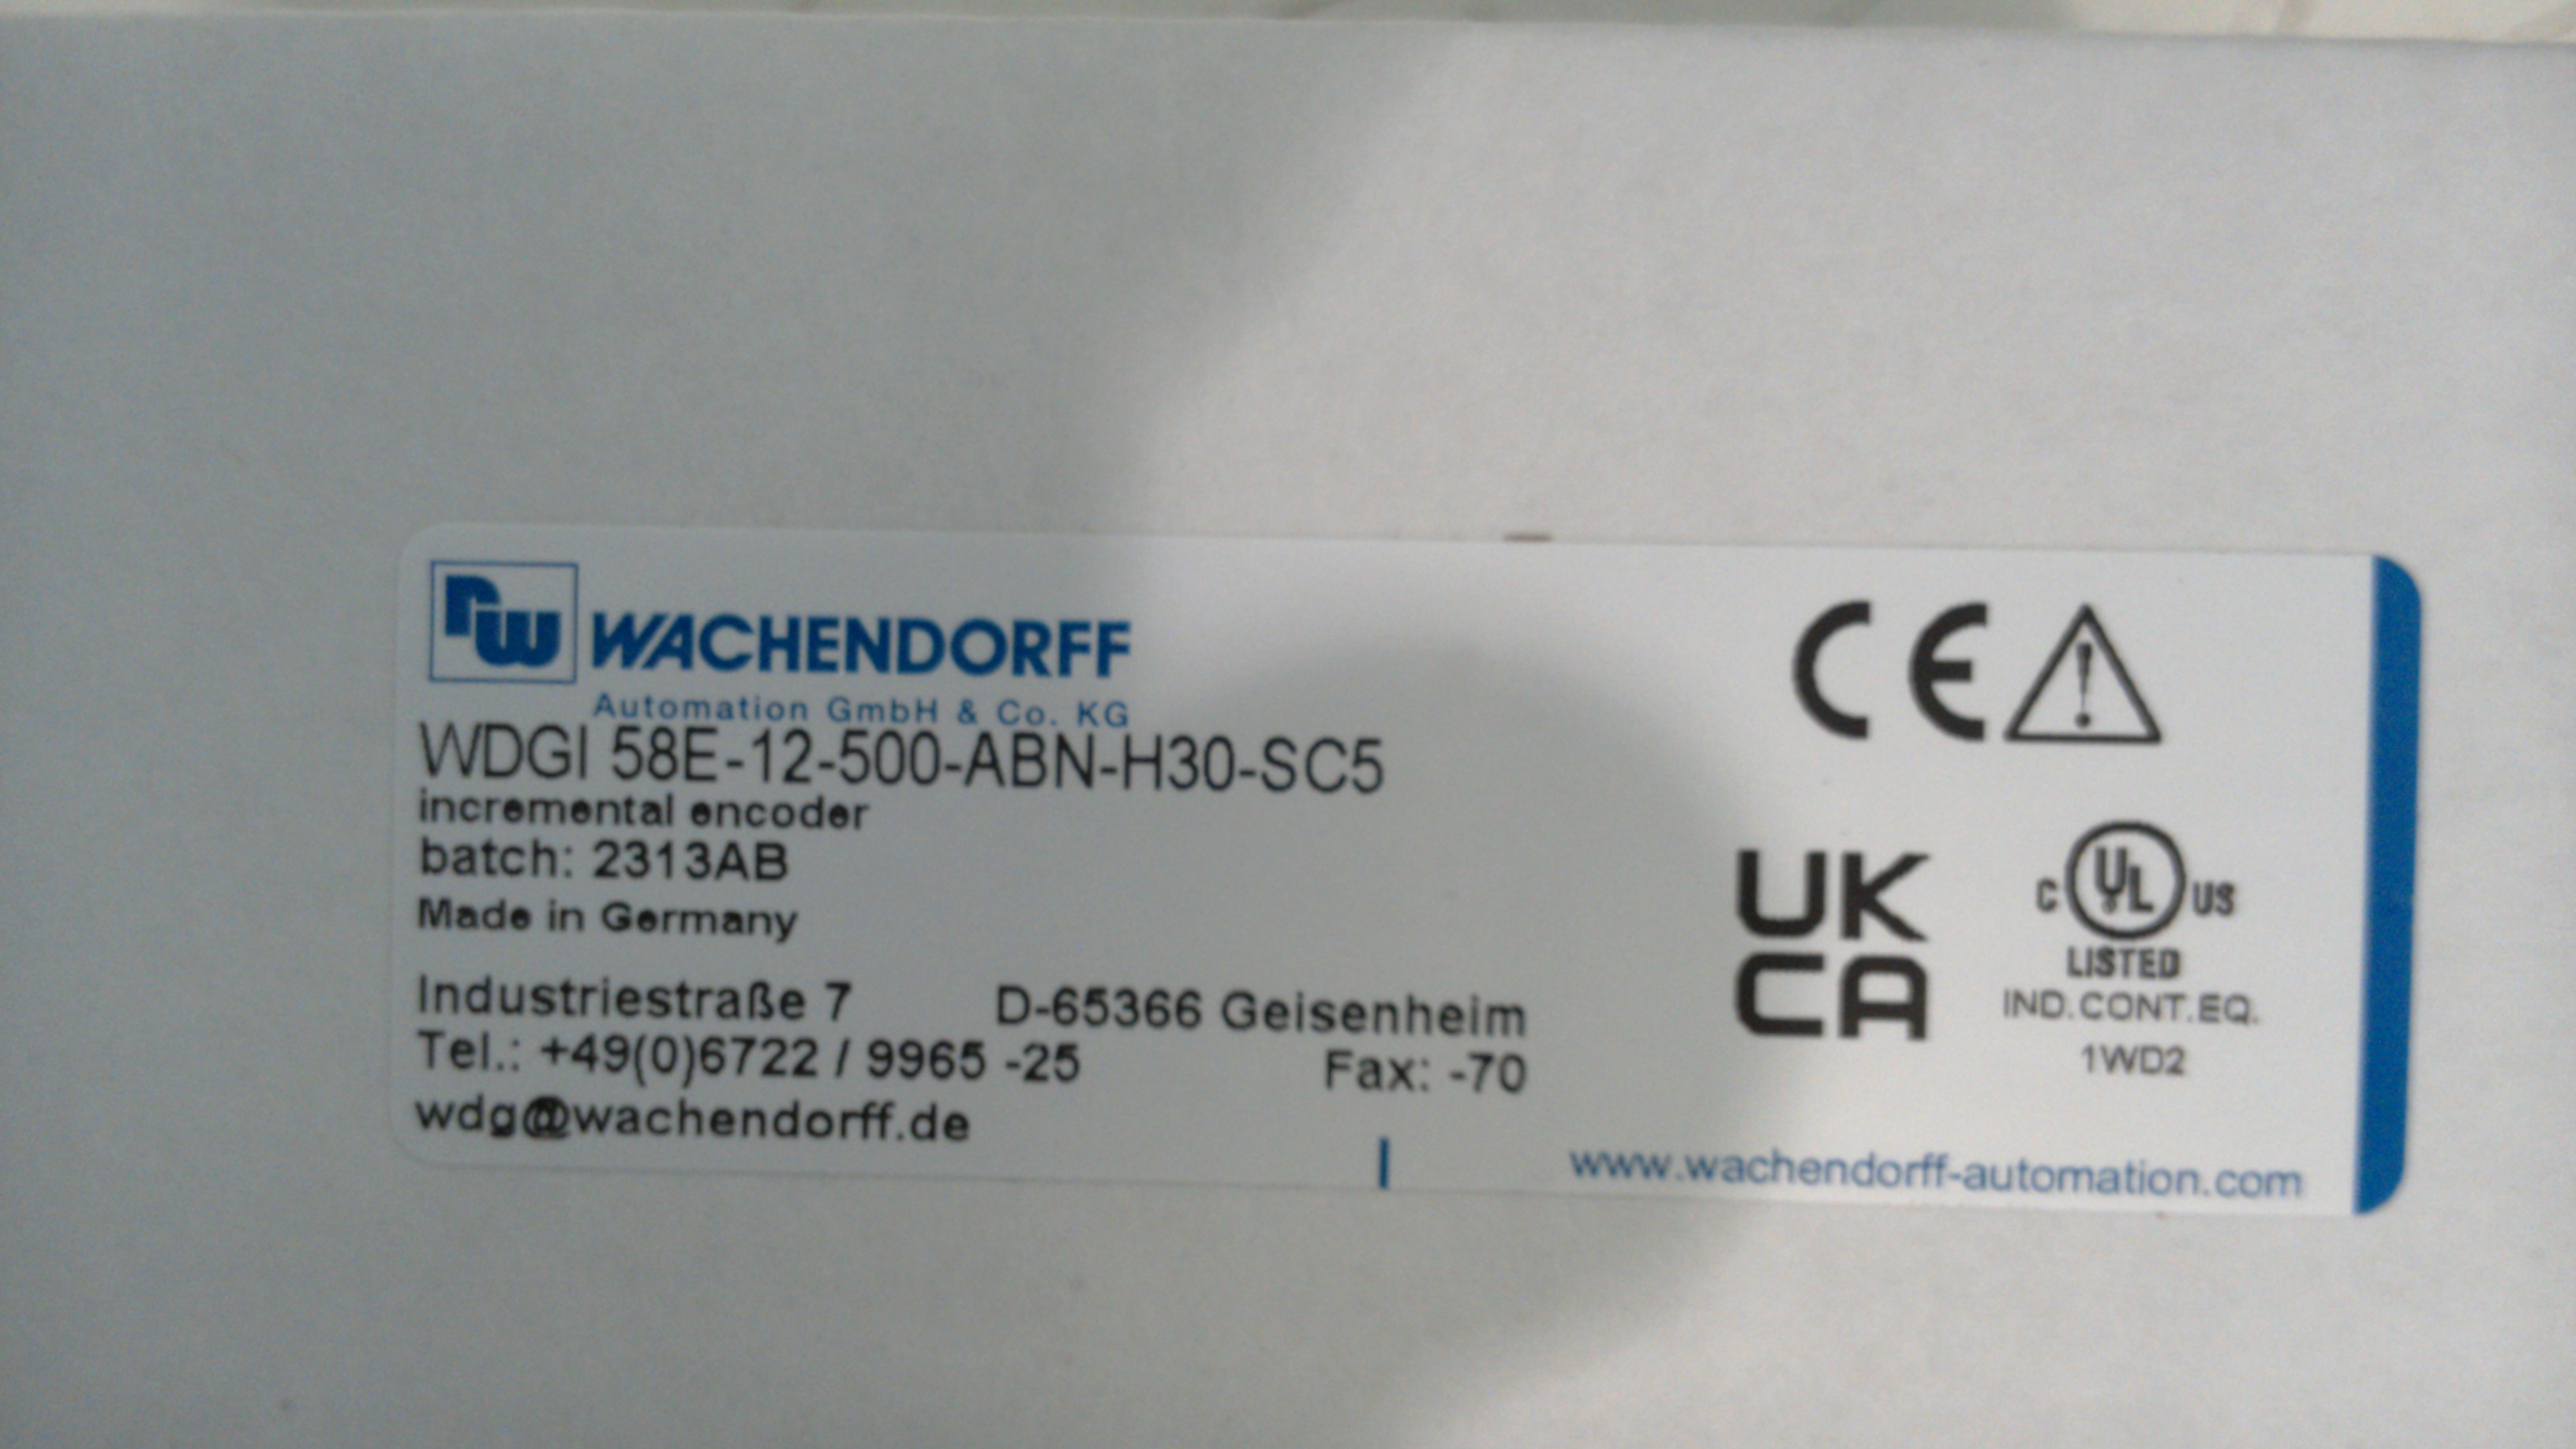 WACHENDORFF
Automation GmbH & Co. KG
WDGI 58E-12-500-ABN-H30-SC5
incremental encoder
batch: 2313AB
Made in Germany
Industriestraße 7 D-65366 Geisenheim
Tel.: +49(0)6722 / 9965 -25 Fax: -70
wdg@wachendorff.de
CE
UK
CA
C UL US
LISTED
IND.CONT.EQ.
1WD2
www.wachendorff-automation.com